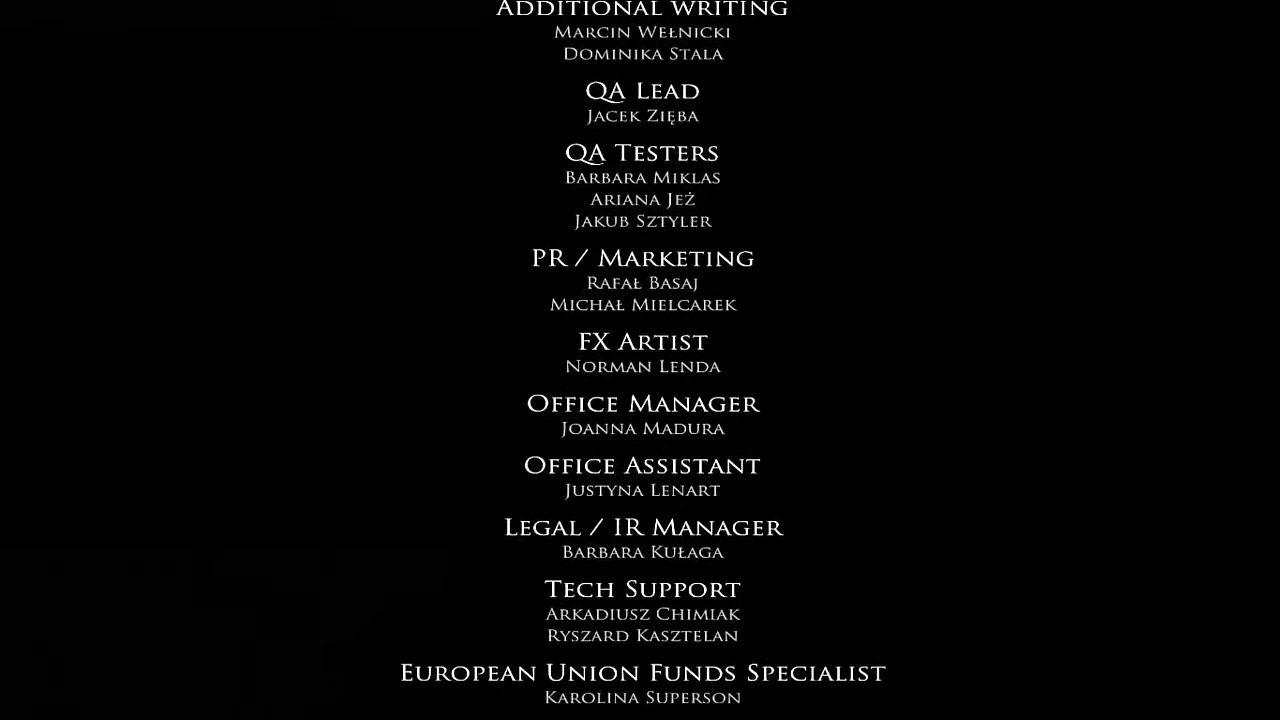 Additional writing
Marcin Wełnicki
Dominika Stala
QA Lead
Jacek Zięba
QA Testers
Barbara Miklas
Ariana Jeż
Jakub Sztyler
PR / Marketing
Rafał Basaj
Michał Mielcarek
FX Artist
Norman Lenda
Office Manager
Joanna Madura
Office Assistant
Justyna Lenart
Legal / IR Manager
Barbara Kułaga
Tech Support
Arkadiusz Chimiak
Ryszard Kasztelan
European Union Funds Specialist
Karolina Superson